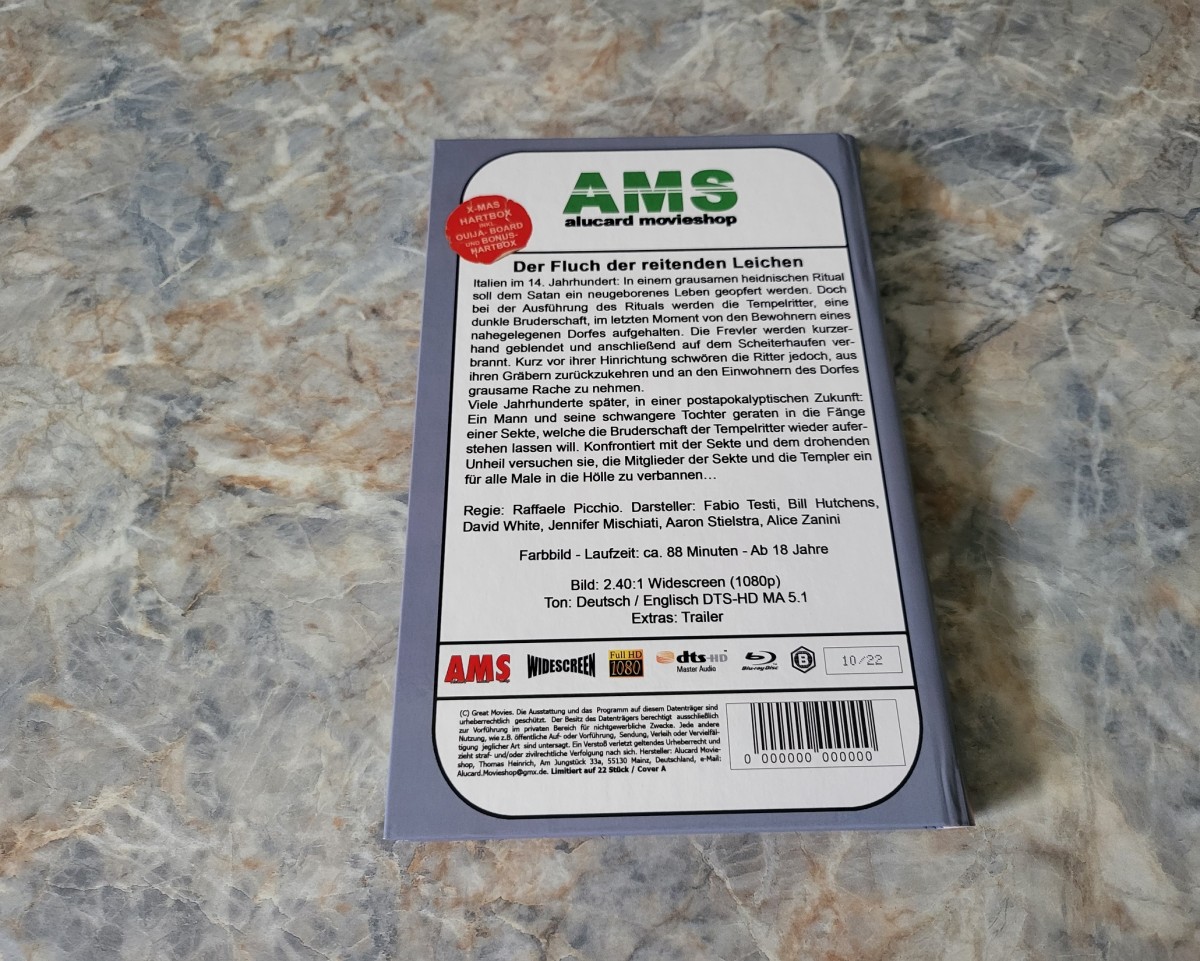 AMS
alucard movieshop
X-MAS
HARTBOX
INKL.
OUIJA- BOARD
UND BONUS-
HARTBOX
Der Fluch der reitenden Leichen
Italien im 14. Jahrhundert: In einem grausamen heidnischen Ritual
soll dem Satan ein neugeborenes Leben geopfert werden. Doch
bei der Ausführung des Rituals werden die Tempelritter, eine
dunkle Bruderschaft, im letzten Moment von den Bewohnern eines
nahegelegenen Dorfes aufgehalten. Die Frevler werden kurzer-
hand geblendet und anschließend auf dem Scheiterhaufen ver-
brannt. Kurz vor ihrer Hinrichtung schwören die Ritter jedoch, aus
ihren Gräbern zurückzukehren und an den Einwohnern des Dorfes
grausame Rache zu nehmen.
Viele Jahrhunderte später, in einer postapokalyptischen Zukunft:
Ein Mann und seine schwangere Tochter geraten in die Fänge
einer Sekte, welche die Bruderschaft der Tempelritter wieder aufer-
stehen lassen will. Konfrontiert mit der Sekte und dem drohenden
Unheil versuchen sie, die Mitglieder der Sekte und die Templer ein
für alle Male in die Hölle zu verbannen…
Regie: Raffaele Picchio. Darsteller: Fabio Testi, Bill Hutchens,
David White, Jennifer Mischiati, Aaron Stielstra, Alice Zanini
Farbbild - Laufzeit: ca. 88 Minuten - Ab 18 Jahre
Bild: 2.40:1 Widescreen (1080p)
Ton: Deutsch / Englisch DTS-HD MA 5.1
Extras: Trailer
AMS WIDESCREEN Full HD 1080 dts-HD Master Audio Blu-ray Disc B 10/22
(C) Great Movies. Die Ausstattung und das Programm auf diesem Datenträger sind
urheberrechtlich geschützt. Der Besitz des Datenträgers berechtigt ausschließlich
zur Vorführung im privaten Bereich für nichtgewerbliche Zwecke. Jede andere
Nutzung, wie z.B. öffentliche Auf- oder Vorführung, Sendung, Verleih oder Vervielfäl-
tigung jeglicher Art sind untersagt. Ein Verstoß verletzt geltendes Urheberrecht und
zieht straf- und/oder zivilrechtliche Verfolgung nach sich. Hersteller: Alucard Movie-
shop, Thomas Heinrich, Am Jungstück 33a, 55130 Mainz, Deutschland, e-Mail:
Alucard.Movieshop@gmx.de. Limitiert auf 22 Stück / Cover A
0 000000 000000